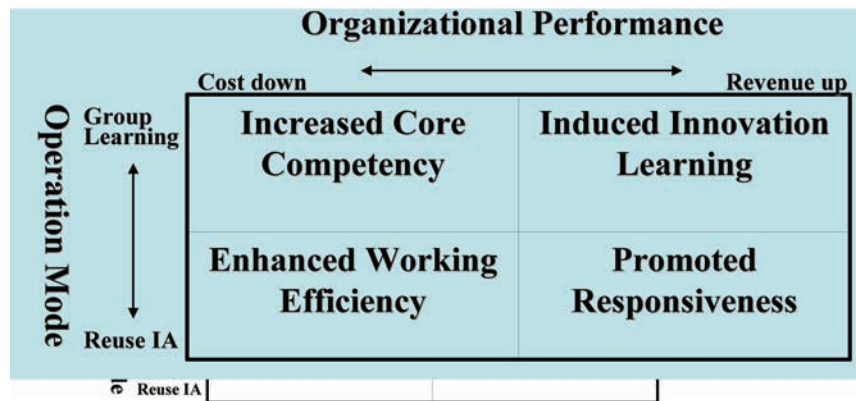 Organizational Performance
Cost down
Revenue up
Operation Mode
Group
Learning
Increased Core
Competency
Induced Innovation
Learning
Enhanced Working
Efficiency
Promoted
Responsiveness
Reuse IA
le
Reuse IA